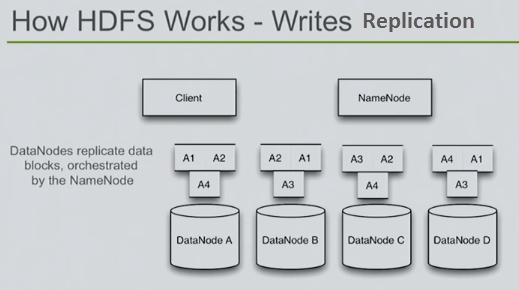 How HDFS Works - Writes Replication
Client
NameNode
DataNodes replicate data
blocks, orchestrated
by the NameNode
A1 A2 A2 A1 A3 A2 A4 A1
A4 A3 A4 A3
DataNode A DataNode B DataNode C DataNode D